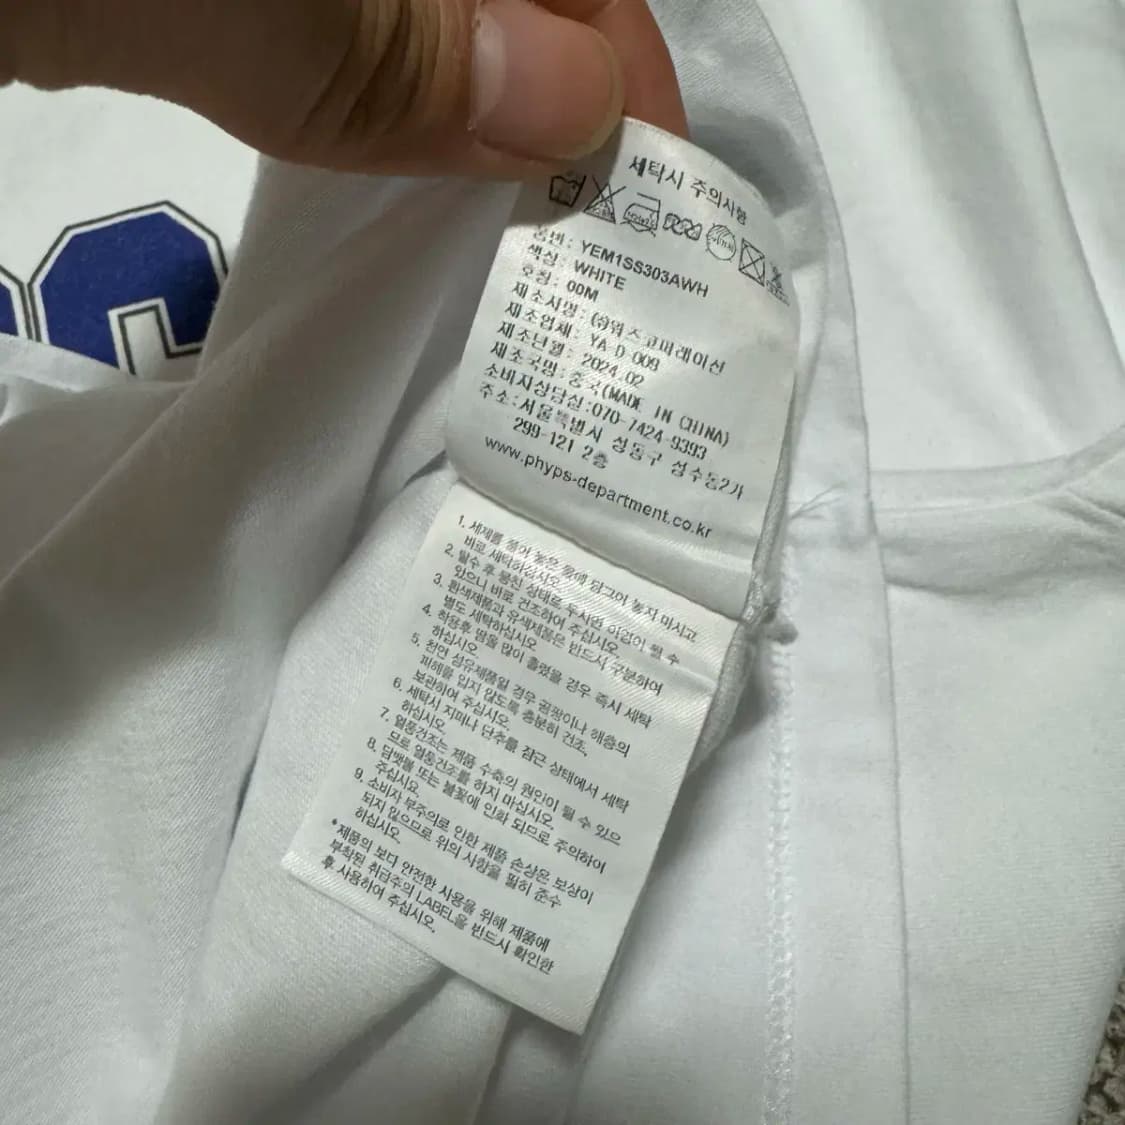 세탁시 주의사항
품번 : YEM1SS303AWH
색상 : WHITE
호칭 : 00M
제조사명 : (주)워즈코퍼레이션
제조업체 : YA-D-009
제조년월 : 2024.02
제조국명 : 중국(MADE IN CHINA)
소비자상담실:070-7424-9393
주소:서울특별시 성동구 성수동2가
299-121 2층
www.phyps-department.co.kr
1. 세제를 풀어 놓은 물에 담그어 놓지 마시고
바로 세탁하십시오.
2. 탈수 후 뭉친 상태로 두시면 이염이 될 수
있으니 바로 건조하여 주십시오.
3. 흰색제품과 유색제품은 반드시 구분하여
별도 세탁하십시오
4. 착용후 땀을 많이 흘렸을 경우 즉시 세탁
하십시오.
5. 천연 섬유제품일 경우 곰팡이나 해충의
피해를 입지 않도록 충분히 건조,
보관하여 주십시오.
6. 세탁시 지퍼나 단추를 잠근 상태에서 세탁
하십시오.
7. 열풍건조는 제품 수축의 원인이 될 수 있으
므로 열풍건조를 하지 마십시오.
8. 담뱃불 또는 불꽃에 인화 되므로 주의하여
주십시오.
9. 소비자 부주의로 인한 제품 손상은 보상이
되지 않으므로 위의 사항을 필히 준수
하십시오.
*제품의 보다 안전한 사용을 위해 제품에
부착된 취급주의 LABEL을 반드시 확인한
후 사용하여 주십시오.